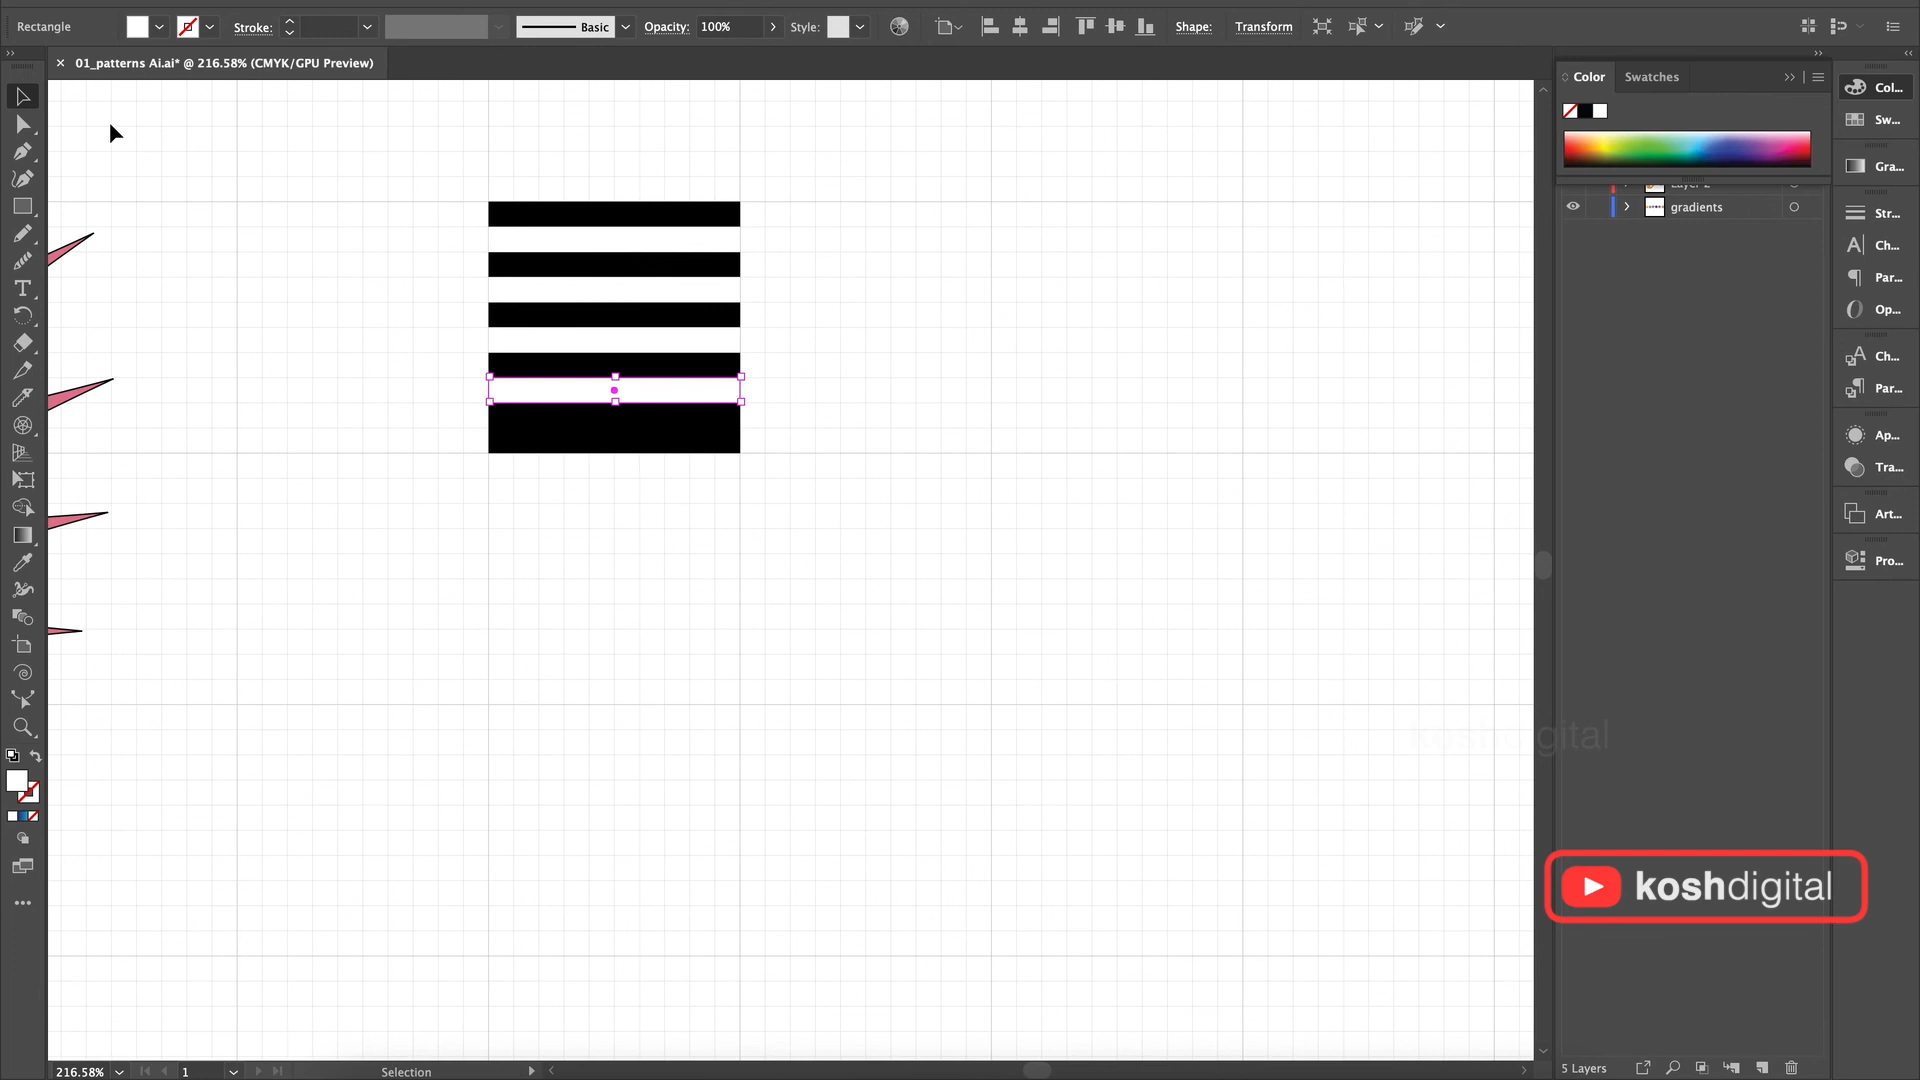 Rectangle Stroke: Basic Opacity: 100% Style: Shape: Transform
01_patterns Ai.ai* @ 216.58% (CMYK/GPU Preview)
Color Swatches
Col...
Sw...
Gra...
gradients
Str...
Ch...
Par...
Op...
Ch...
Par...
Ap...
Tra...
Art...
Pro...
koshdigital
koshdigital
216.58% 1 Selection
5 Layers